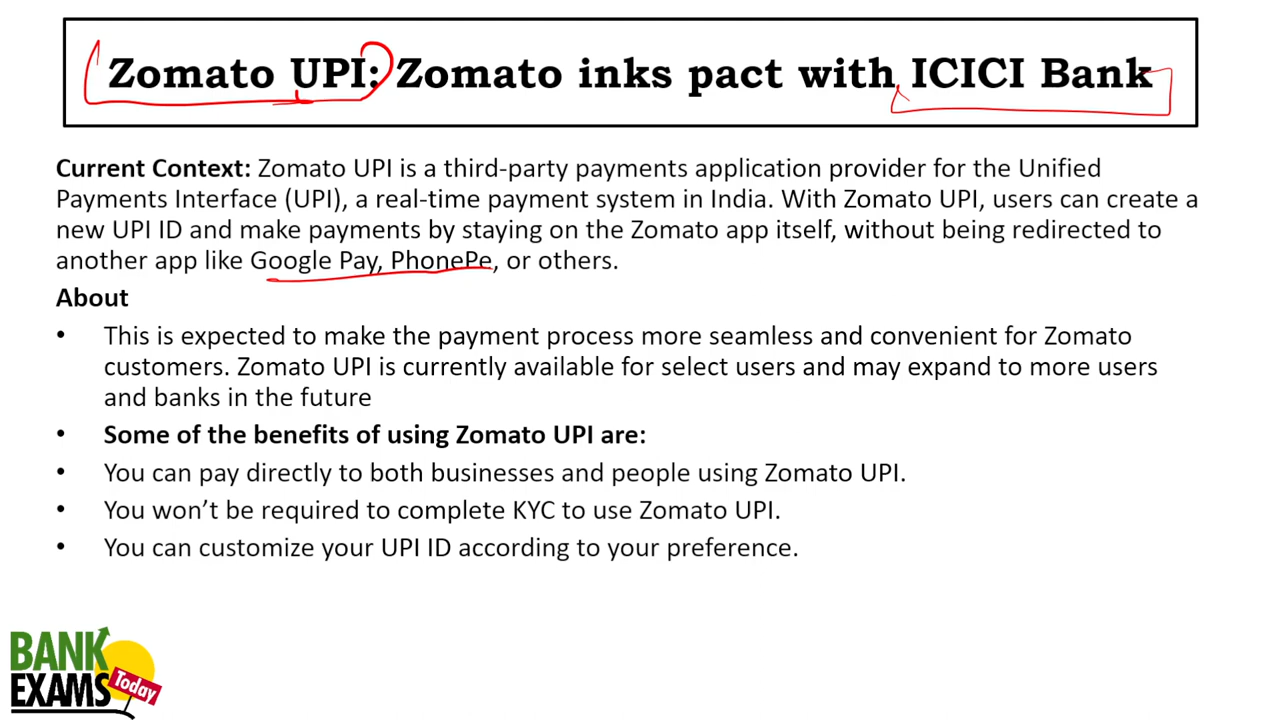 Zomato UPI: Zomato inks pact with ICICI Bank
Current Context: Zomato UPI is a third-party payments application provider for the Unified
Payments Interface (UPI), a real-time payment system in India. With Zomato UPI, users can create a
new UPI ID and make payments by staying on the Zomato app itself, without being redirected to
another app like Google Pay, PhonePe, or others.
About
• This is expected to make the payment process more seamless and convenient for Zomato
customers. Zomato UPI is currently available for select users and may expand to more users
and banks in the future
• Some of the benefits of using Zomato UPI are:
• You can pay directly to both businesses and people using Zomato UPI.
• You won’t be required to complete KYC to use Zomato UPI.
• You can customize your UPI ID according to your preference.
BANK
EXAMS Today